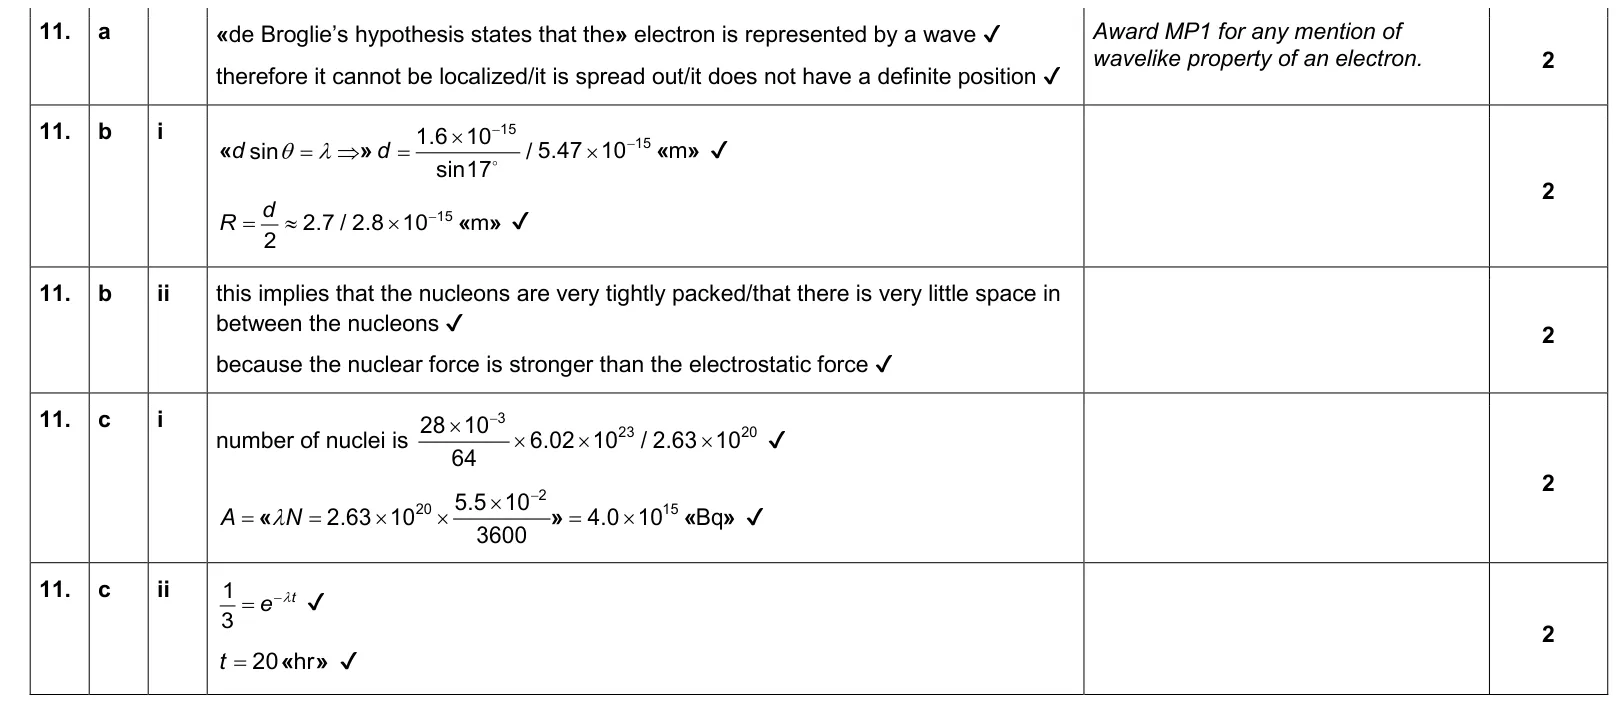 11. a «de Broglie’s hypothesis states that the» electron is represented by a wave ✓ Award MP1 for any mention of
wavelike property of an electron. 2
therefore it cannot be localized/it is spread out/it does not have a definite position ✓
11. b i «d sin θ = λ ⇒» d = 1.6 × 10⁻¹⁵ / sin17° / 5.47 × 10⁻¹⁵ «m» ✓ 2
R = d/2 ≈ 2.7 / 2.8 × 10⁻¹⁵ «m» ✓
11. b ii this implies that the nucleons are very tightly packed/that there is very little space in
between the nucleons ✓ 2
because the nuclear force is stronger than the electrostatic force ✓
11. c i number of nuclei is 28 × 10⁻³ / 64 × 6.02 × 10²³ / 2.63 × 10²⁰ ✓ 2
A = «λN = 2.63 × 10²⁰ × 5.5 × 10⁻² / 3600» = 4.0 × 10¹⁵ «Bq» ✓
11. c ii 1/3 = e^−λt ✓ 2
t = 20 «hr» ✓